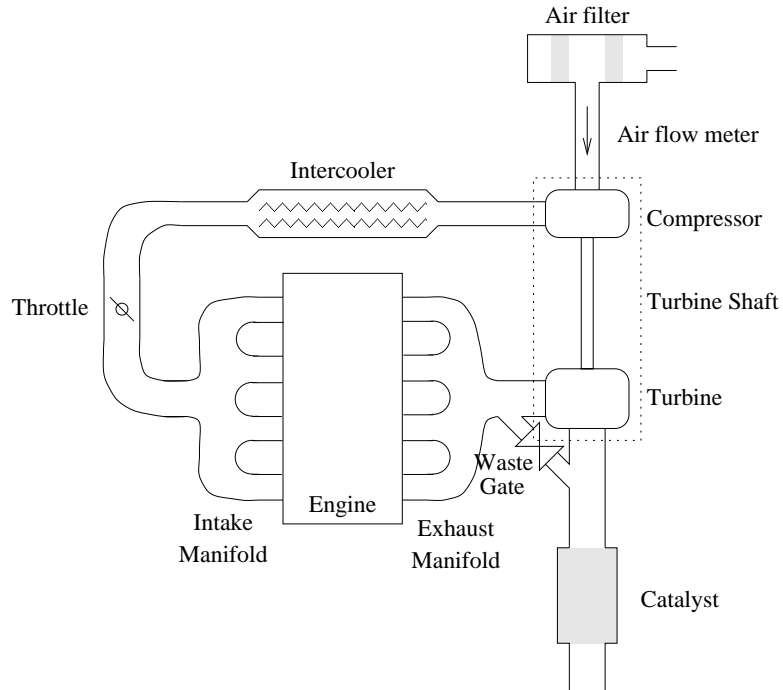 Air filter
Air flow meter
Intercooler
Compressor
Throttle
Turbine Shaft
Turbine
Waste
Gate
Engine
Intake
Manifold
Exhaust
Manifold
Catalyst